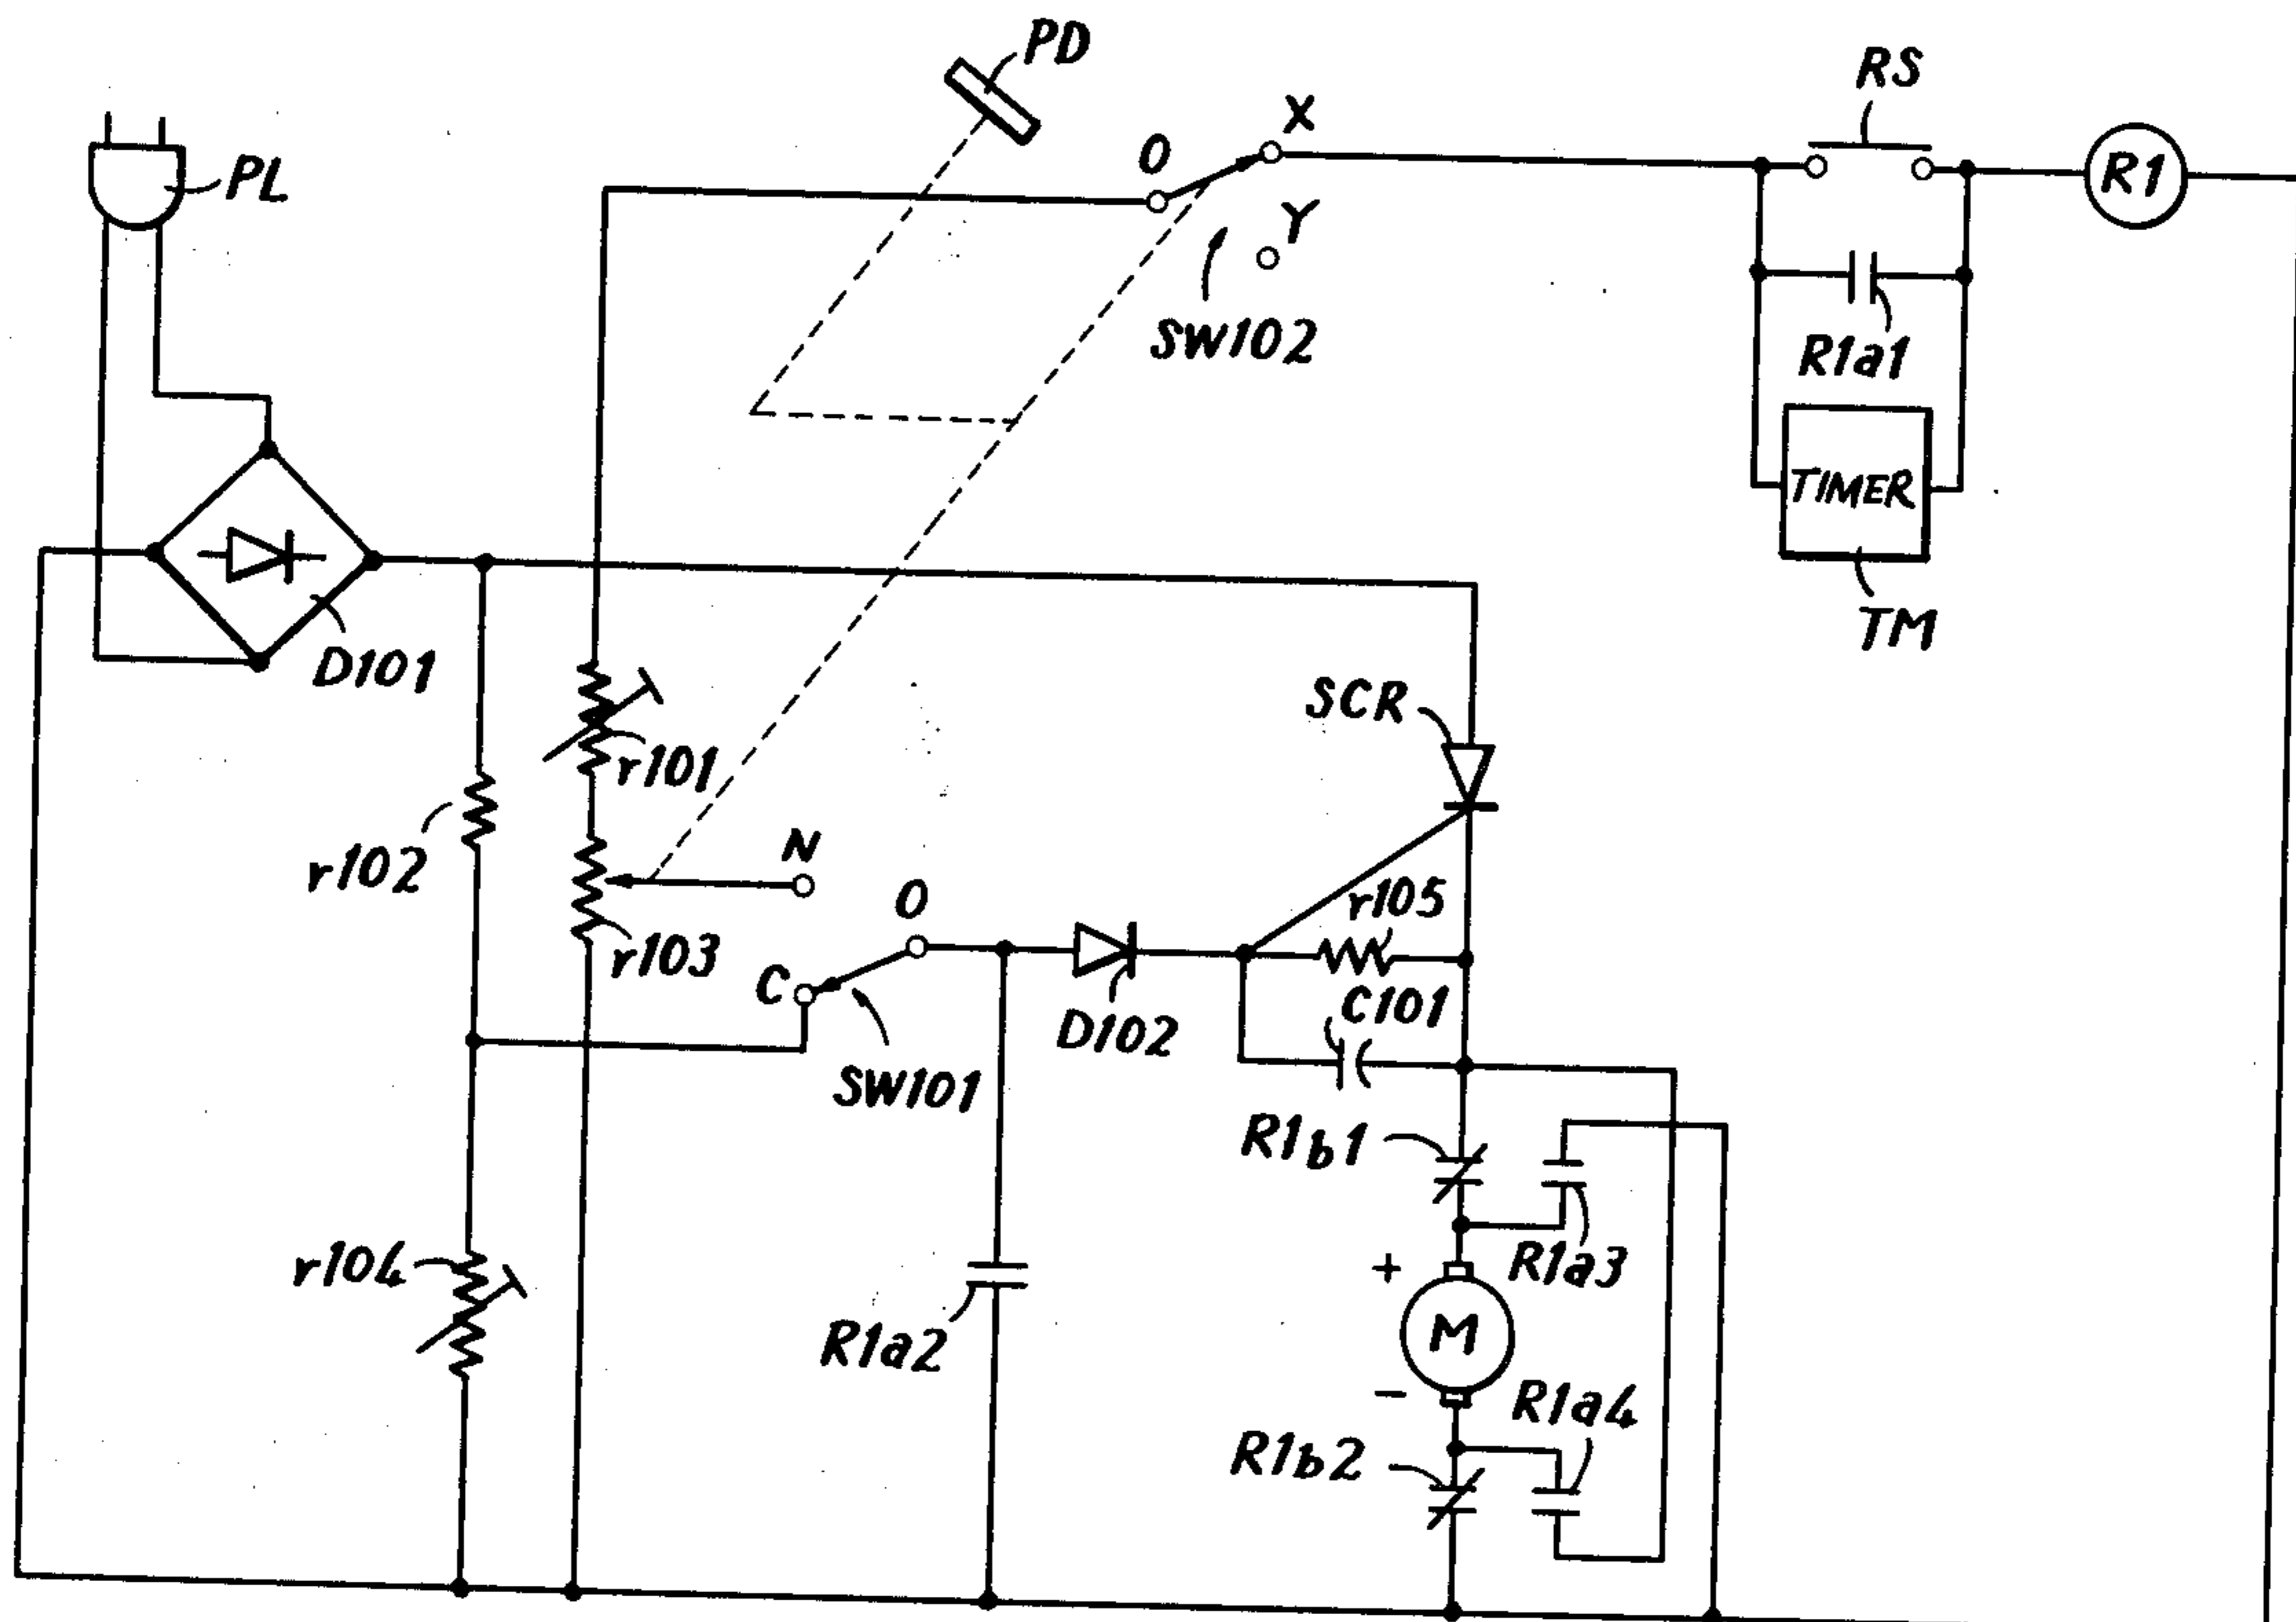 PD
RS
X
O
R1
PL
Y
SW102
R1a1
TIMER
TM
D101
SCR
r101
r102
N
O
r105
r103
C
C101
D102
SW101
R1b1
R1a3
r104
+
M
R1a2
−
R1a4
R1b2